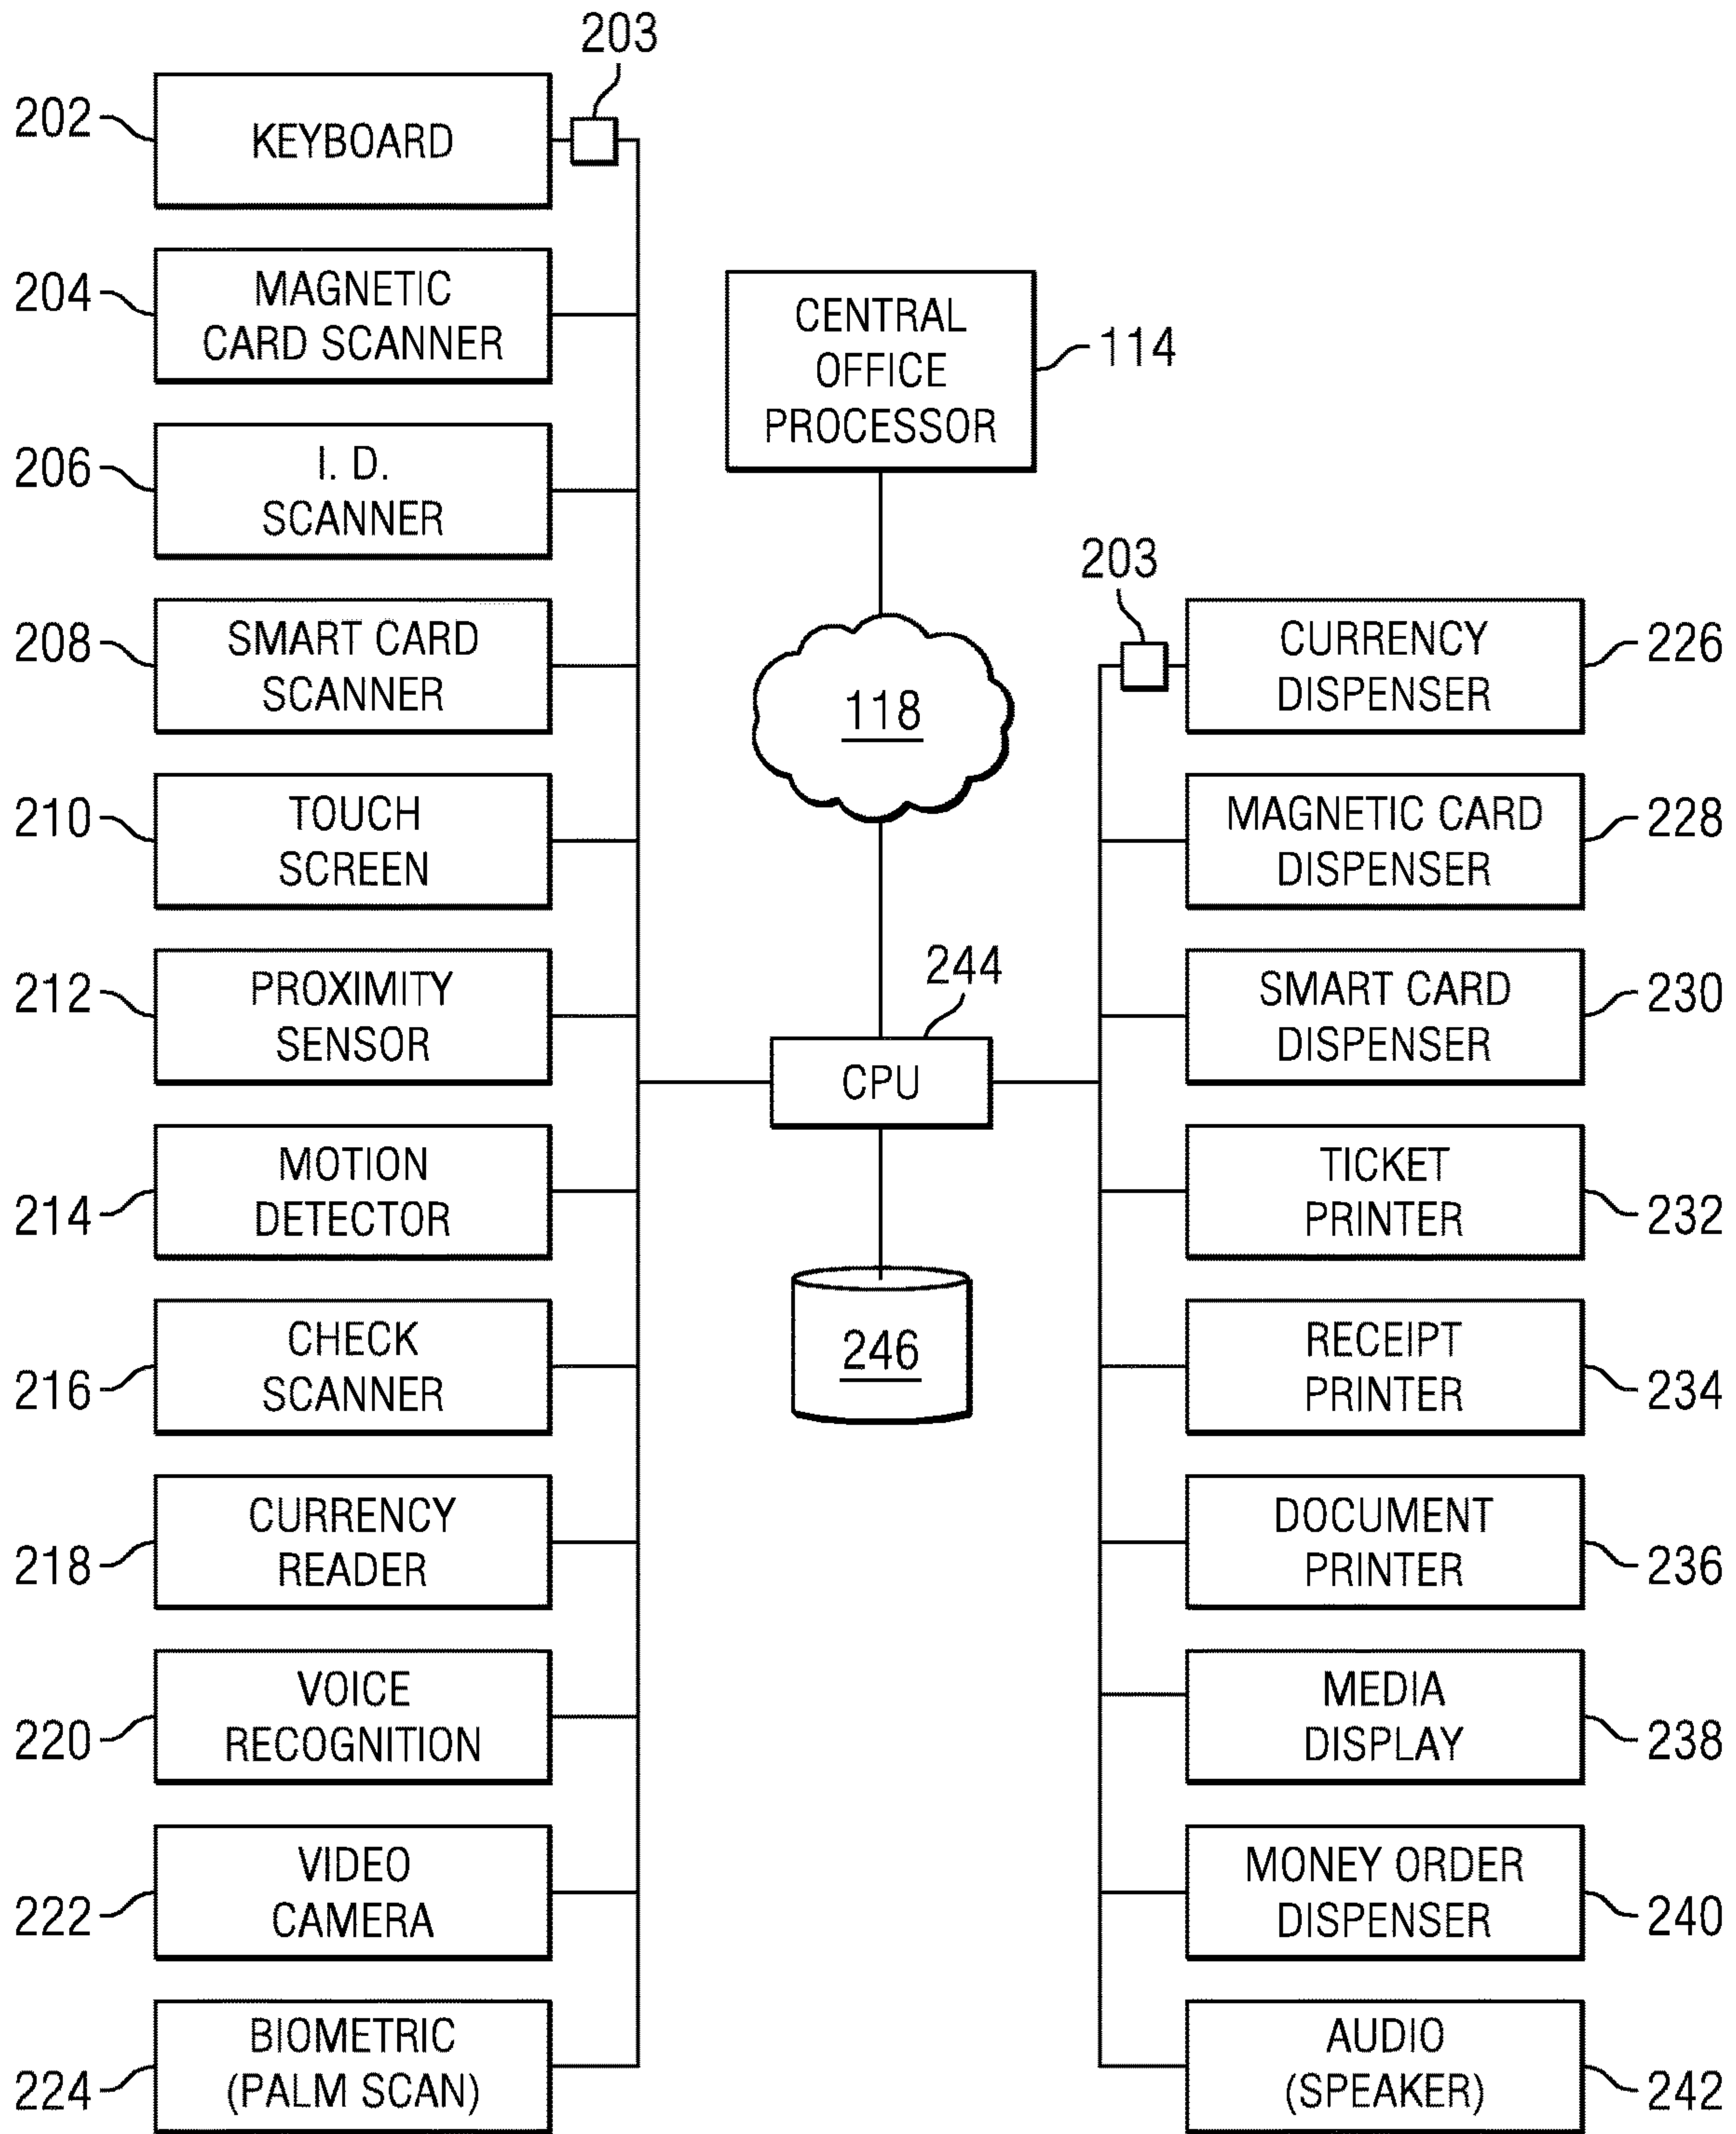 203
202
KEYBOARD
204
MAGNETIC
CARD SCANNER
206
I. D.
SCANNER
208
SMART CARD
SCANNER
210
TOUCH
SCREEN
212
PROXIMITY
SENSOR
214
MOTION
DETECTOR
216
CHECK
SCANNER
218
CURRENCY
READER
220
VOICE
RECOGNITION
222
VIDEO
CAMERA
224
BIOMETRIC
(PALM SCAN)
CENTRAL
OFFICE
PROCESSOR
114
118
244
CPU
246
203
CURRENCY
DISPENSER
226
MAGNETIC CARD
DISPENSER
228
SMART CARD
DISPENSER
230
TICKET
PRINTER
232
RECEIPT
PRINTER
234
DOCUMENT
PRINTER
236
MEDIA
DISPLAY
238
MONEY ORDER
DISPENSER
240
AUDIO
(SPEAKER)
242